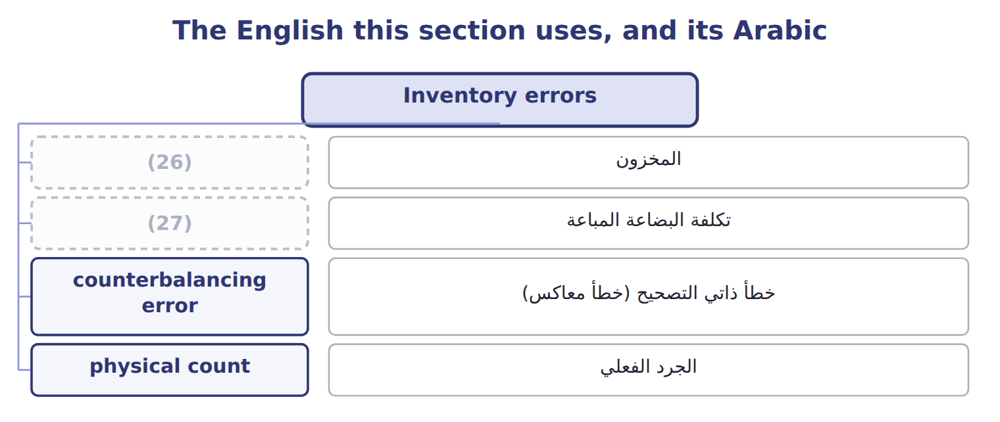 The English this section uses, and its Arabic
Inventory errors
(26)
المخزون
(27)
تكلفة البضاعة المباعة
counterbalancing
error
خطأ ذاتي التصحيح (خطأ معاكس)
physical count
الجرد الفعلي